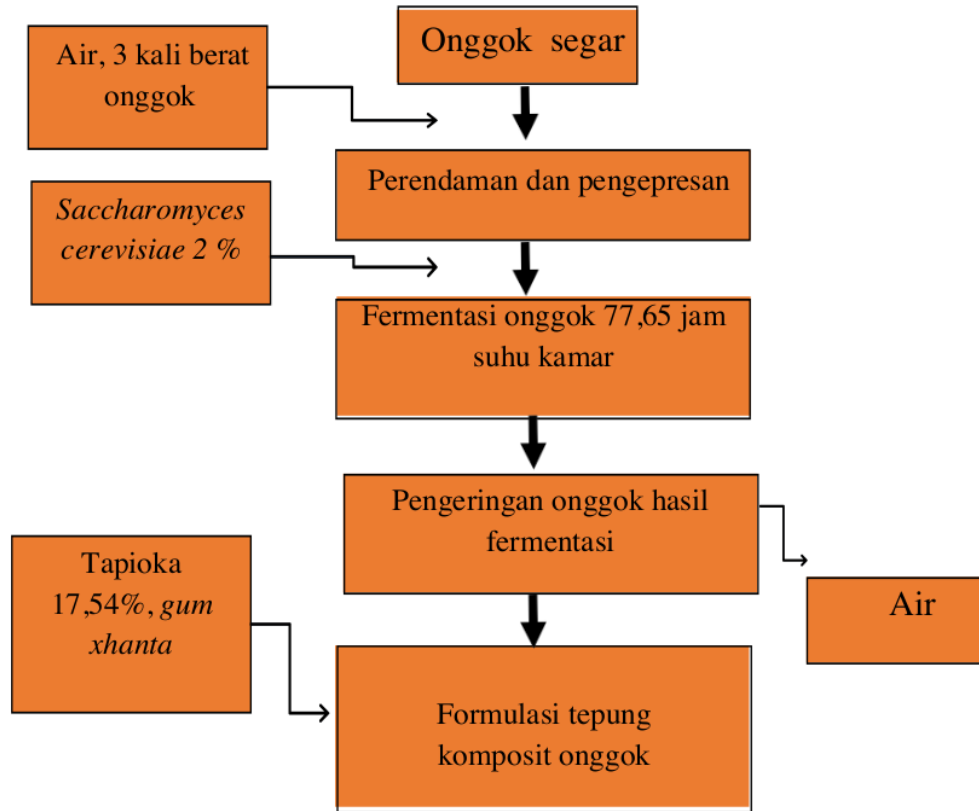 Onggok segar
Air, 3 kali berat
onggok
Perendaman dan pengepresan
Saccharomyces
cerevisiae 2 %
Fermentasi onggok 77,65 jam
suhu kamar
Pengeringan onggok hasil
fermentasi
Air
Tapioka
17,54%, gum
xhanta
Formulasi tepung
komposit onggok